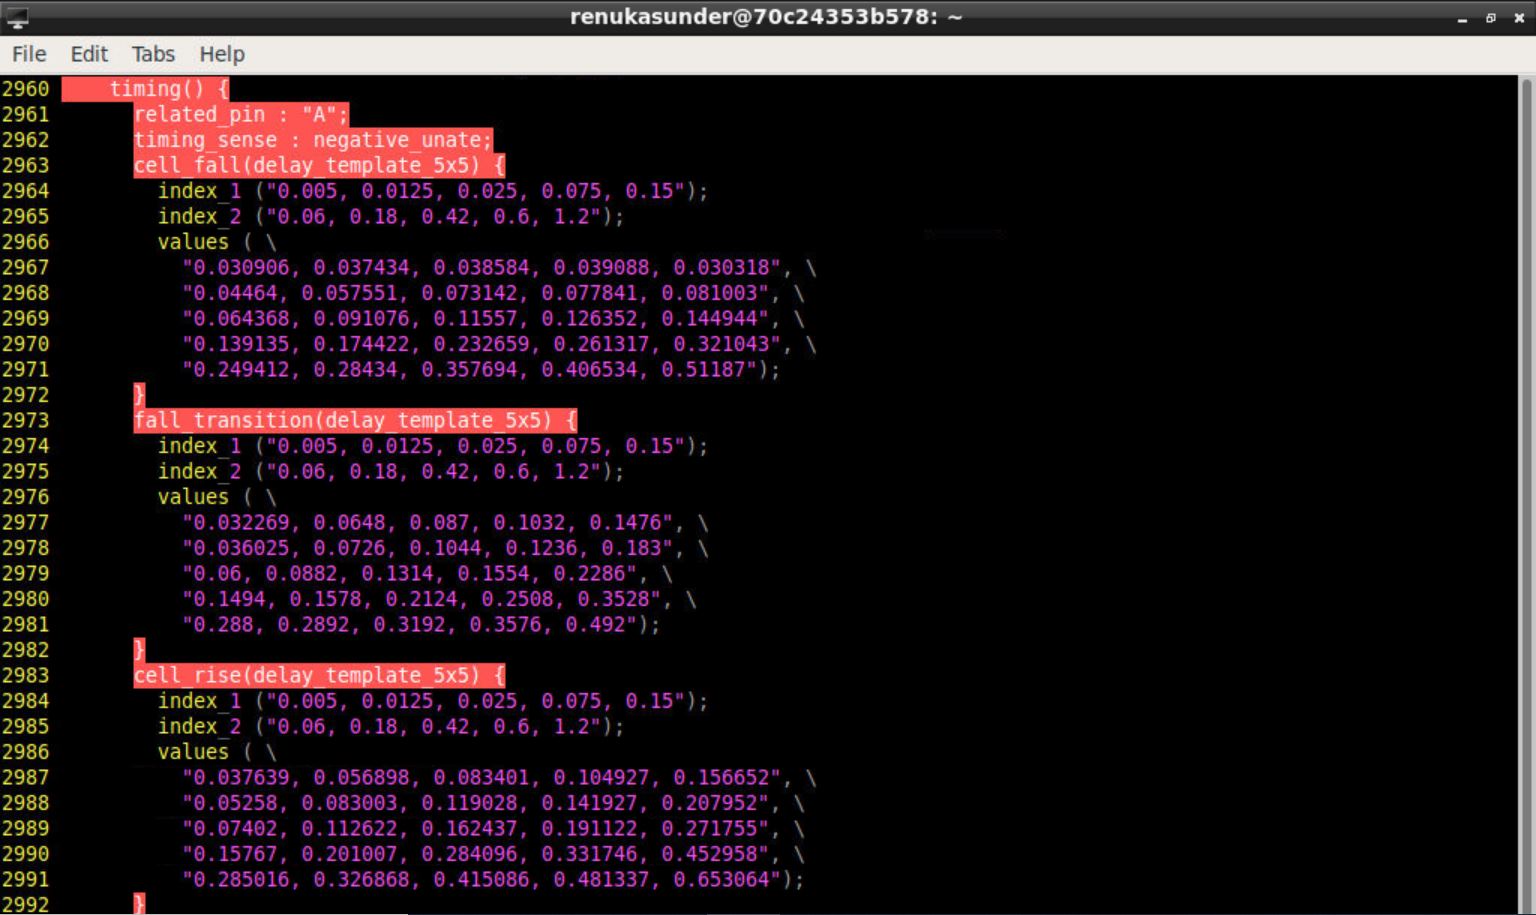 renukasunder@70c24353b578: ~
File Edit Tabs Help
2960 timing() {
2961 related_pin : "A";
2962 timing_sense : negative_unate;
2963 cell_fall(delay_template_5x5) {
2964 index_1 ("0.005, 0.0125, 0.025, 0.075, 0.15");
2965 index_2 ("0.06, 0.18, 0.42, 0.6, 1.2");
2966 values ( \
2967 "0.030906, 0.037434, 0.038584, 0.039088, 0.030318", \
2968 "0.04464, 0.057551, 0.073142, 0.077841, 0.081003", \
2969 "0.064368, 0.091076, 0.11557, 0.126352, 0.144944", \
2970 "0.139135, 0.174422, 0.232659, 0.261317, 0.321043", \
2971 "0.249412, 0.28434, 0.357694, 0.406534, 0.51187");
2972 }
2973 fall_transition(delay_template_5x5) {
2974 index_1 ("0.005, 0.0125, 0.025, 0.075, 0.15");
2975 index_2 ("0.06, 0.18, 0.42, 0.6, 1.2");
2976 values ( \
2977 "0.032269, 0.0648, 0.087, 0.1032, 0.1476", \
2978 "0.036025, 0.0726, 0.1044, 0.1236, 0.183", \
2979 "0.06, 0.0882, 0.1314, 0.1554, 0.2286", \
2980 "0.1494, 0.1578, 0.2124, 0.2508, 0.3528", \
2981 "0.288, 0.2892, 0.3192, 0.3576, 0.492");
2982 }
2983 cell_rise(delay_template_5x5) {
2984 index_1 ("0.005, 0.0125, 0.025, 0.075, 0.15");
2985 index_2 ("0.06, 0.18, 0.42, 0.6, 1.2");
2986 values ( \
2987 "0.037639, 0.056898, 0.083401, 0.104927, 0.156652", \
2988 "0.05258, 0.083003, 0.119028, 0.141927, 0.207952", \
2989 "0.07402, 0.112622, 0.162437, 0.191122, 0.271755", \
2990 "0.15767, 0.201007, 0.284096, 0.331746, 0.452958", \
2991 "0.285016, 0.326868, 0.415086, 0.481337, 0.653064");
2992 }